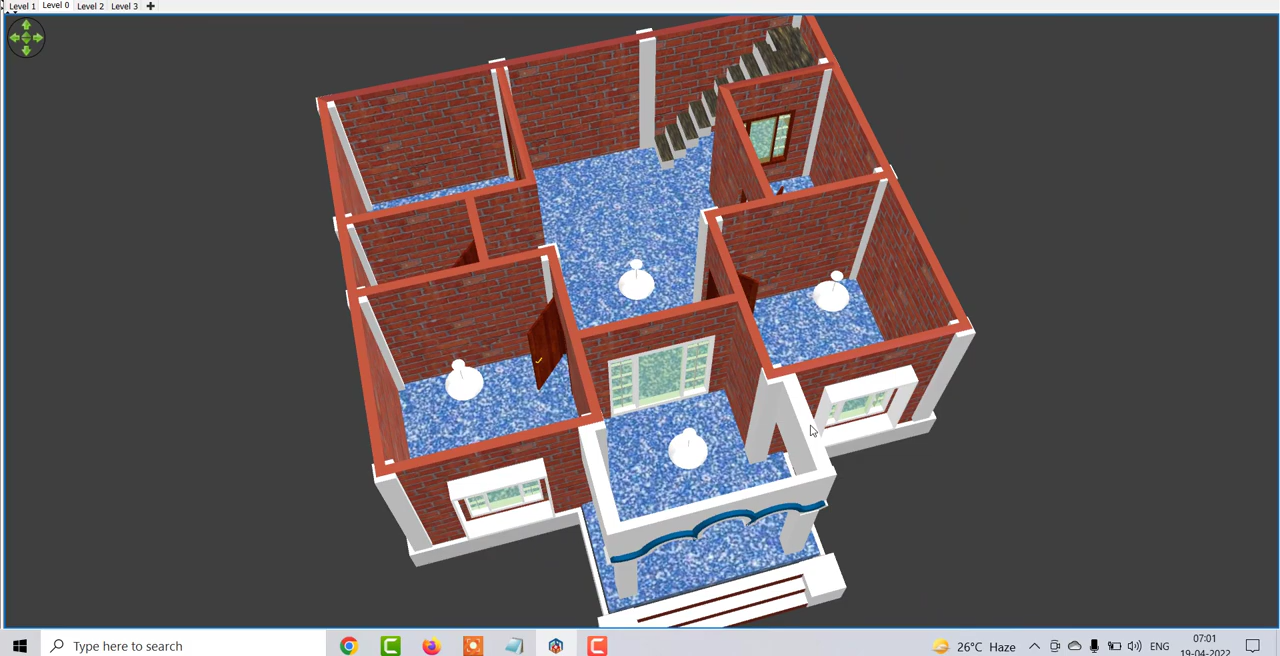 Level 1 Level 0 Level 2 Level 3
Type here to search
26°C Haze
ENG
07:01
19-04-2022